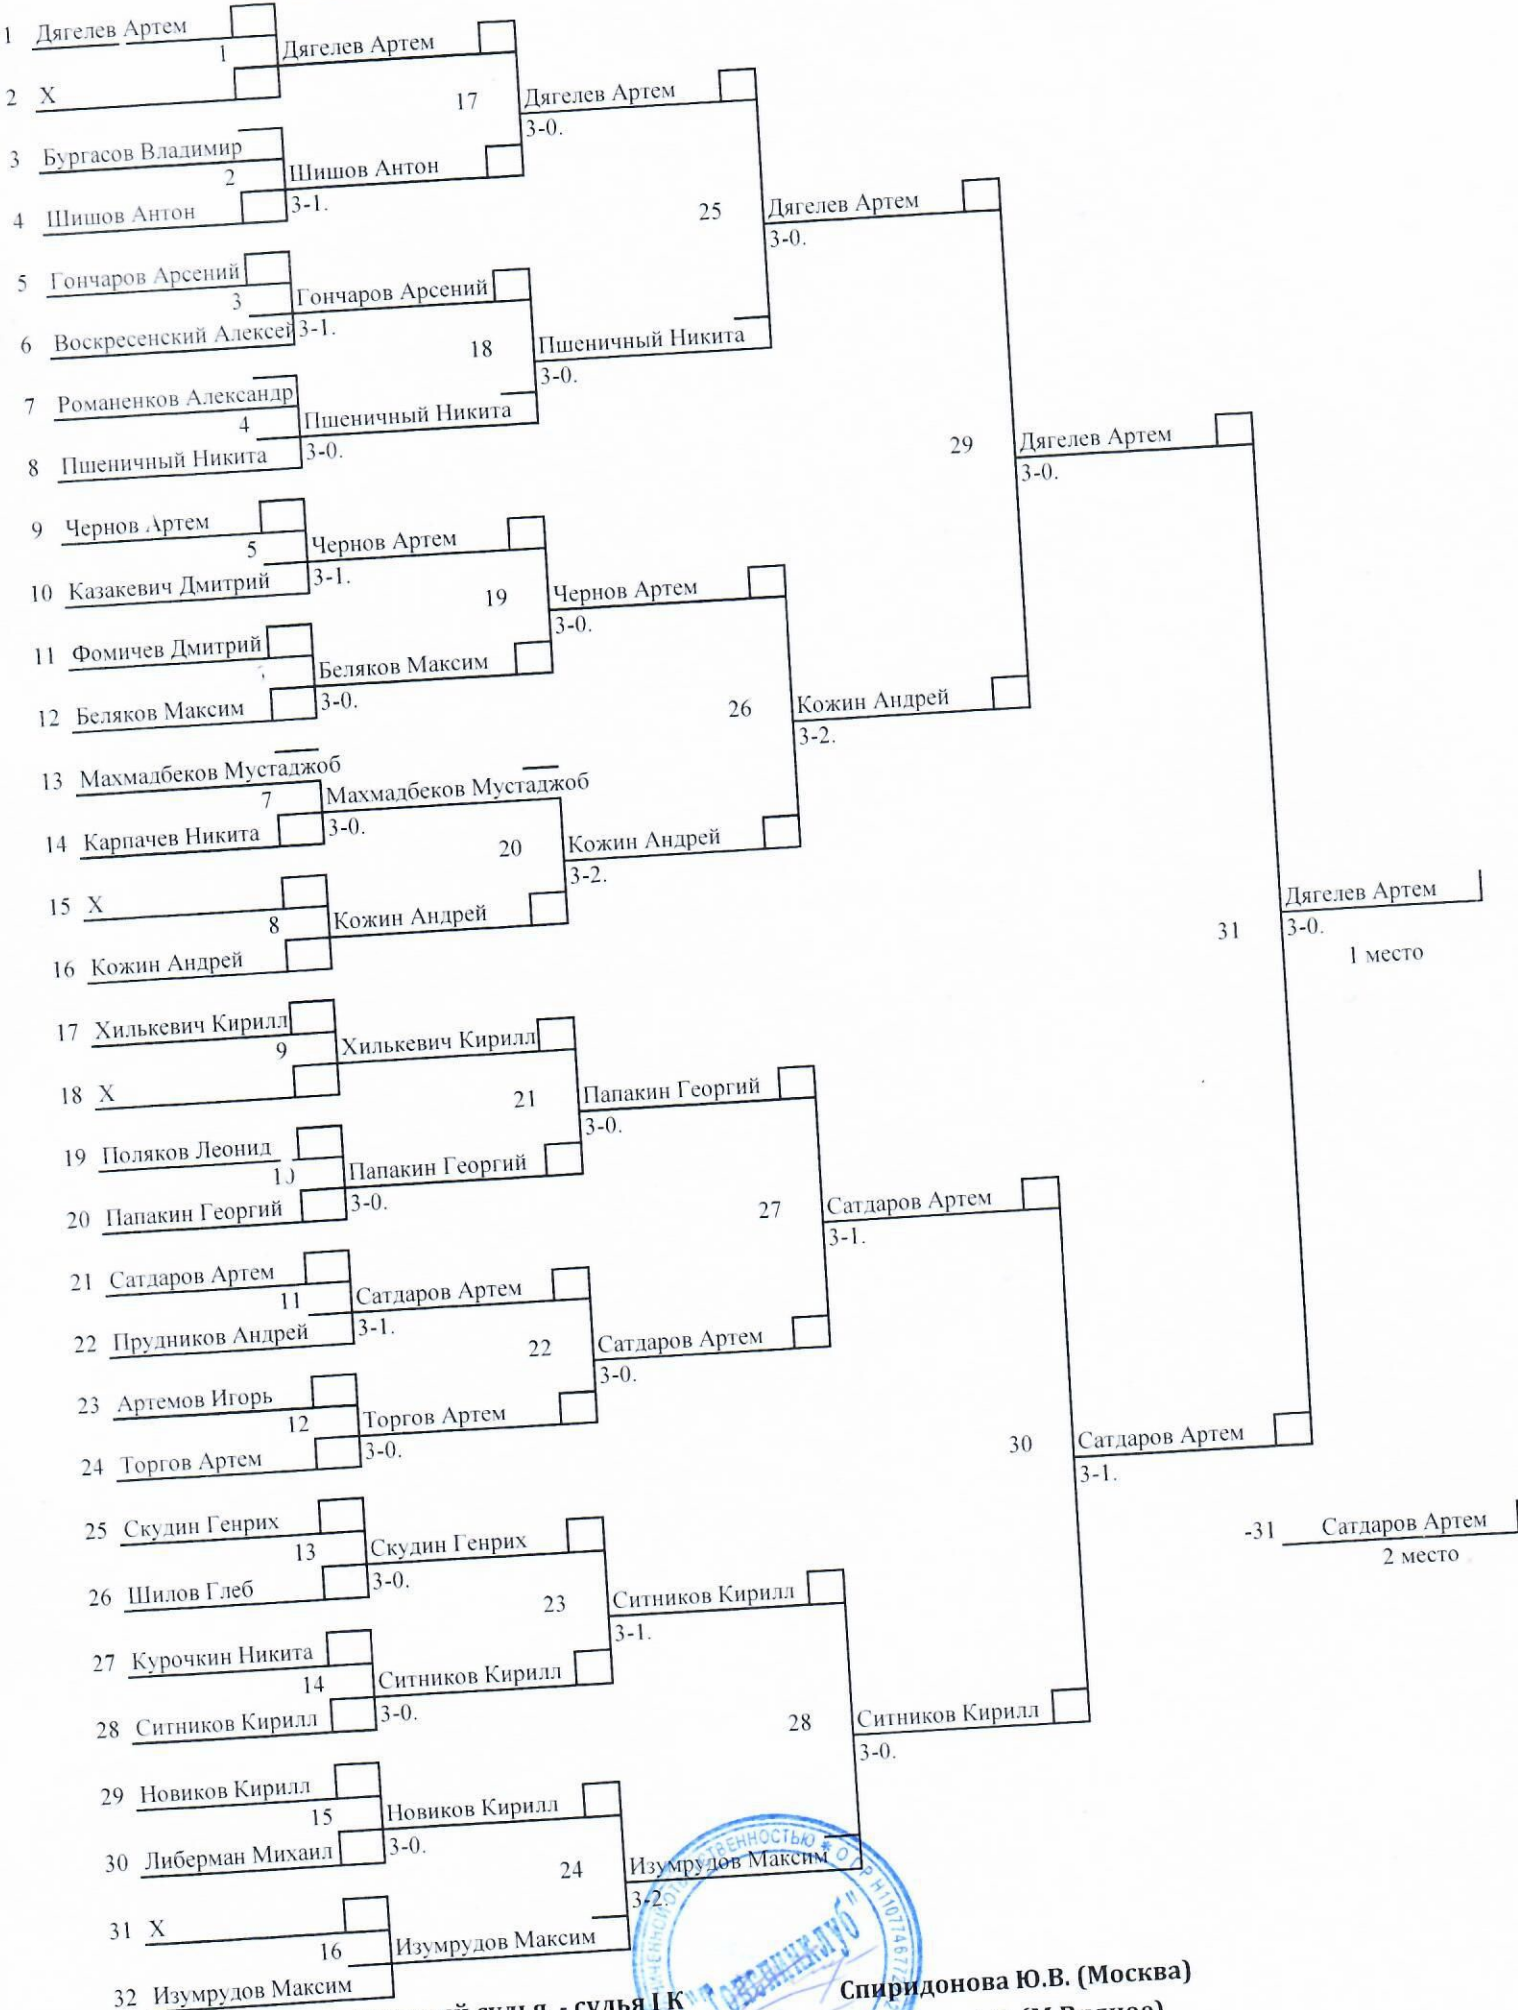 1 Дягелев Артем
1
Дягелев Артем
2 X
17
Дягелев Артем
3-0.
3 Бургасов Владимир
2
Шишов Антон
3-1.
4 Шишов Антон
25
Дягелев Артем
3-0.
5 Гончаров Арсений
3
Гончаров Арсений
3-1.
6 Воскресенский Алексей
18
Пшеничный Никита
3-0.
7 Романенков Александр
4
Пшеничный Никита
3-0.
8 Пшеничный Никита
29
Дягелев Артем
3-0.
9 Чернов Артем
5
Чернов Артем
3-1.
10 Казакевич Дмитрий
19
Чернов Артем
3-0.
11 Фомичев Дмитрий
Беляков Максим
3-0.
12 Беляков Максим
26
Кожин Андрей
3-2.
13 Махмадбеков Мустаджоб
7
Махмадбеков Мустаджоб
3-0.
14 Карпачев Никита
20
Кожин Андрей
3-2.
15 X
8
Кожин Андрей
16 Кожин Андрей
31
Дягелев Артем
3-0.
1 место
17 Хилькевич Кирилл
9
Хилькевич Кирилл
18 X
21
Папакин Георгий
3-0.
19 Поляков Леонид
10
Папакин Георгий
3-0.
20 Папакин Георгий
27
Сатдаров Артем
3-1.
21 Сатдаров Артем
11
Сатдаров Артем
3-1.
22 Прудников Андрей
22
Сатдаров Артем
3-0.
23 Артемов Игорь
12
Торгов Артем
3-0.
24 Торгов Артем
30
Сатдаров Артем
3-1.
25 Скудин Генрих
13
Скудин Генрих
3-0.
26 Шилов Глеб
23
Ситников Кирилл
3-1.
-31 Сатдаров Артем
2 место
27 Курочкин Никита
14
Ситников Кирилл
3-0.
28 Ситников Кирилл
28
Ситников Кирилл
3-0.
29 Новиков Кирилл
15
Новиков Кирилл
3-0.
30 Либерман Михаил
24
Изумрудов Максим
3-2.
31 X
16
Изумрудов Максим
32 Изумрудов Максим
судья - судья I К
Спиридонова Ю.В. (Москва)